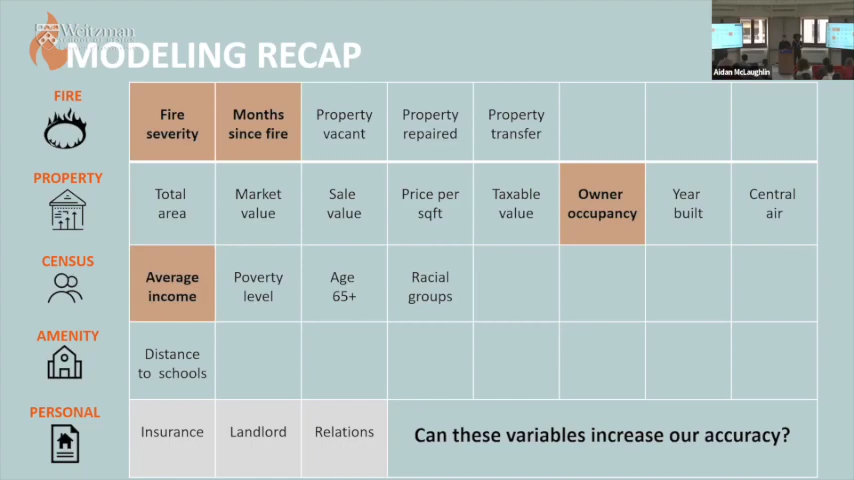 Weitzman
MODELING RECAP
Aidan McLaughlin
FIRE
Fire
severity
Months
since fire
Property
vacant
Property
repaired
Property
transfer
PROPERTY
Total
area
Market
value
Sale
value
Price per
sqft
Taxable
value
Owner
occupancy
Year
built
Central
air
CENSUS
Average
income
Poverty
level
Age
65+
Racial
groups
AMENITY
Distance
to schools
PERSONAL
Insurance
Landlord
Relations
Can these variables increase our accuracy?